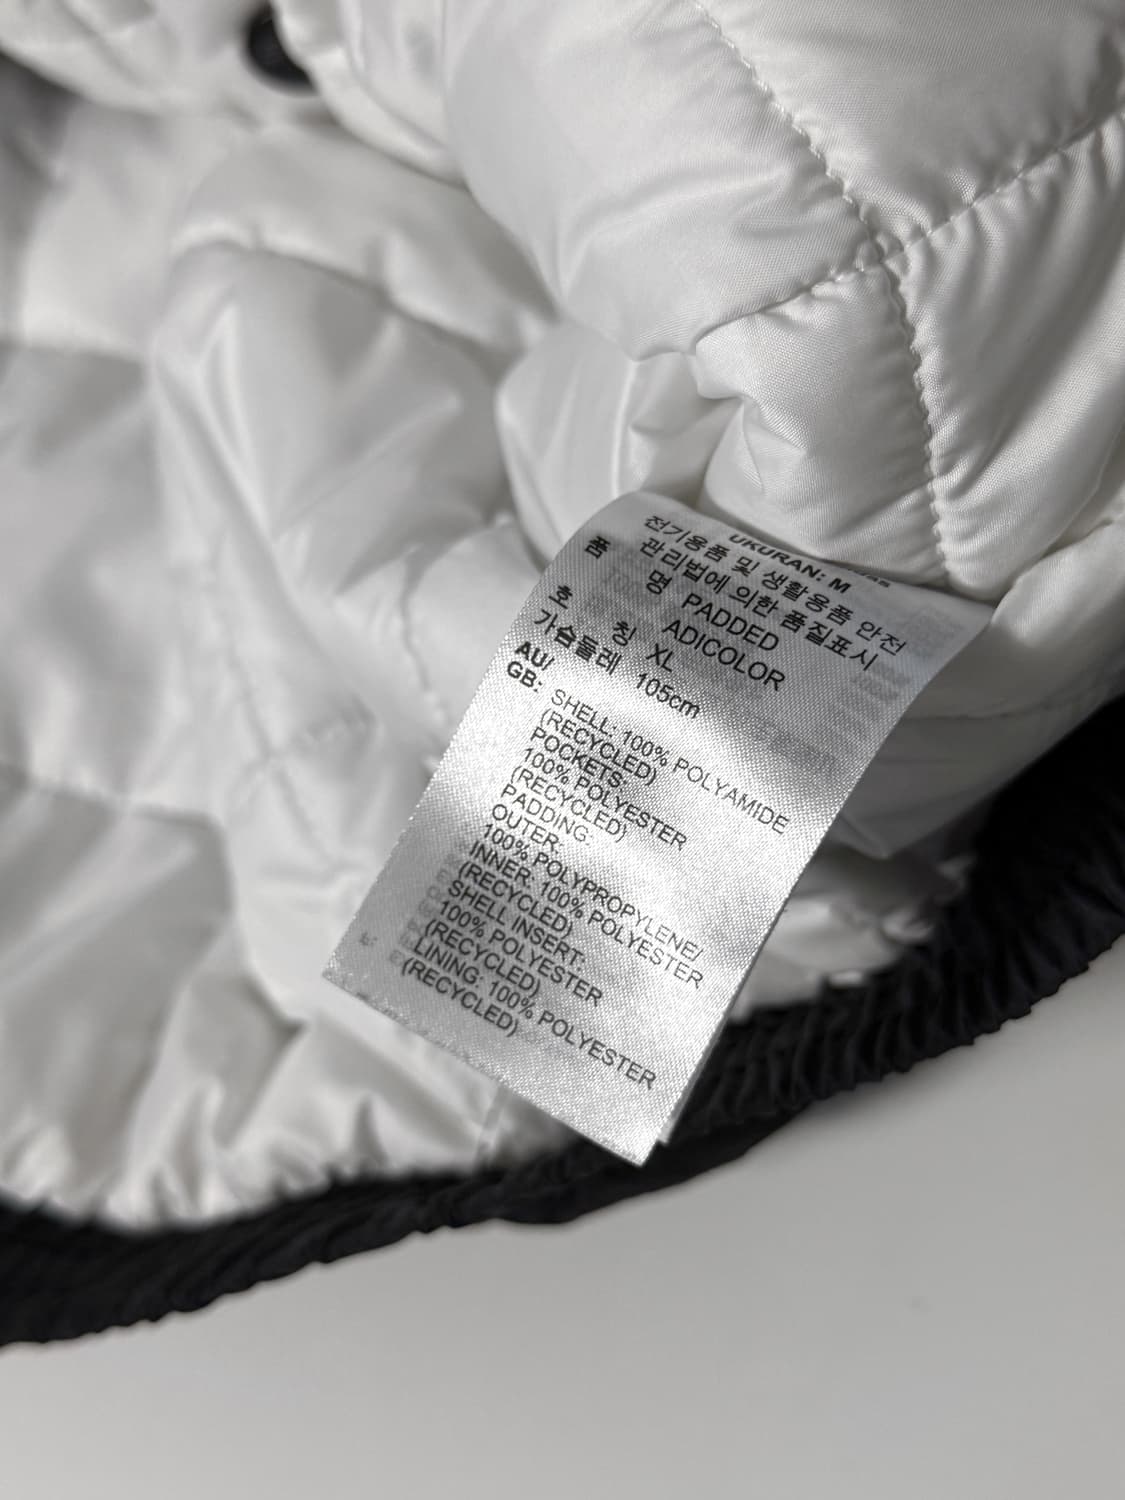 UKURAN: M
전기용품 및 생활용품 안전
관리법에 의한 품질표시
품 명 PADDED
ADICOLOR
호 칭 XL
가슴둘레 105cm
AU/
GB: SHELL: 100% POLYAMIDE
(RECYCLED)
POCKETS:
100% POLYESTER
(RECYCLED)
PADDING:
OUTER:
100% POLYPROPYLENE/
INNER: 100% POLYESTER
(RECYCLED)
SHELL INSERT:
100% POLYESTER
(RECYCLED)
LINING: 100% POLYESTER
(RECYCLED)